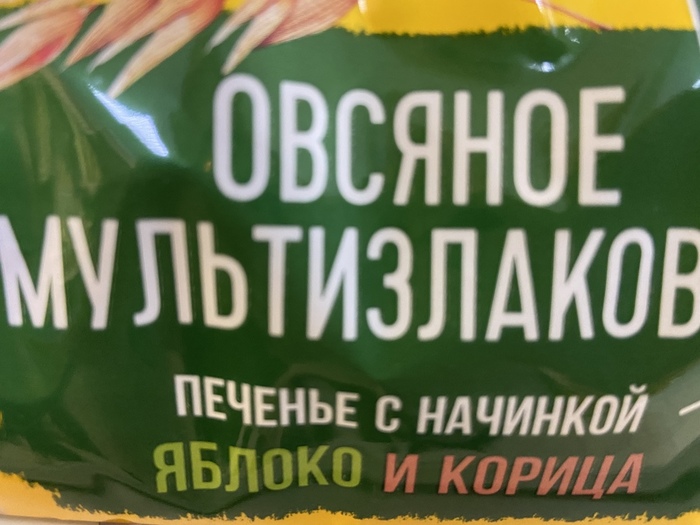 ОВСЯНОЕ
МУЛЬТИЗЛАКОВ
ПЕЧЕНЬЕ С НАЧИНКОЙ
ЯБЛОКО И КОРИЦА